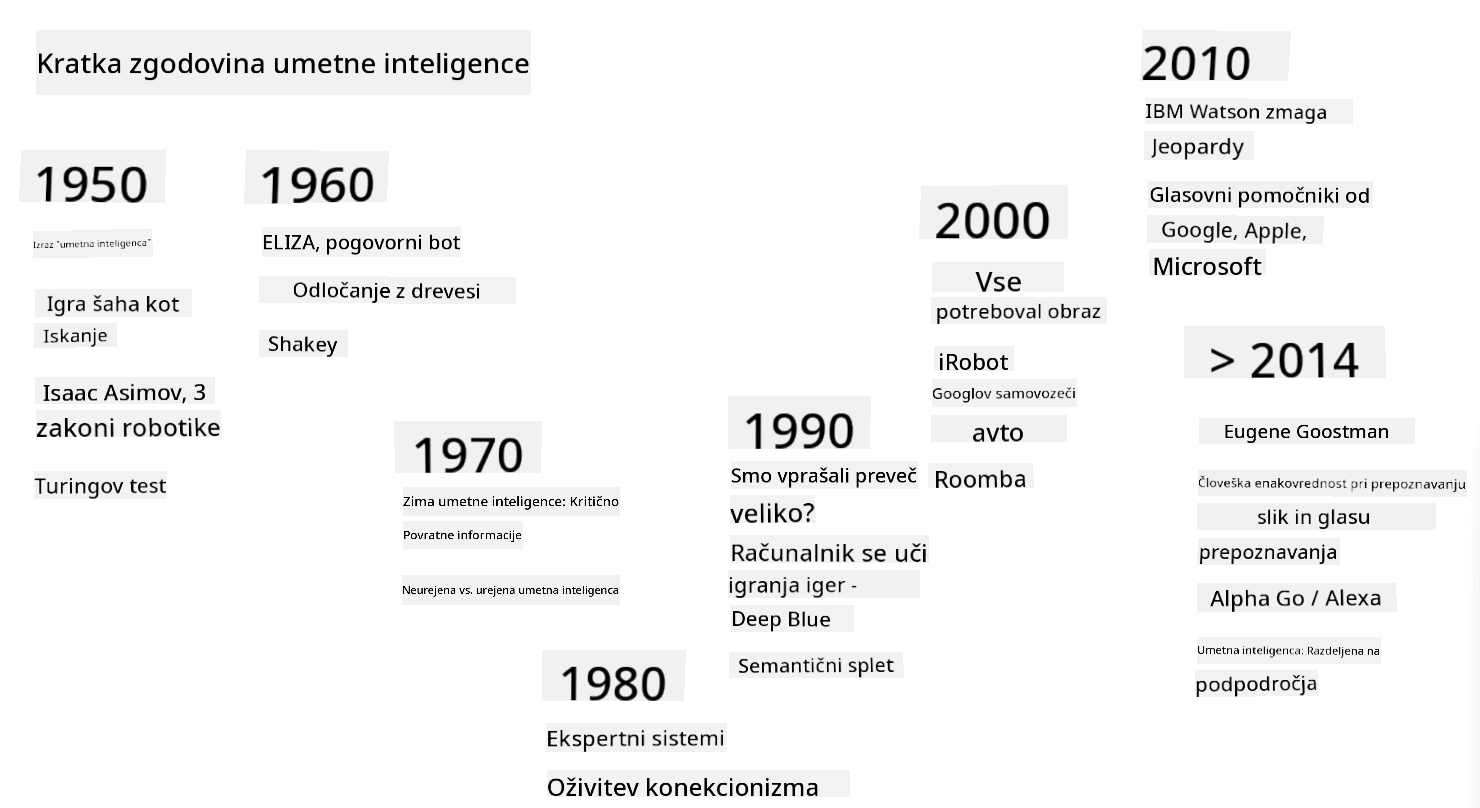 Kratka zgodovina umetne inteligence
1950
Izraz "umetna inteligenca"
Igra šaha kot
Iskanje
Isaac Asimov, 3
zakoni robotike
Turingov test
1960
ELIZA, pogovorni bot
Odločanje z drevesi
Shakey
1970
Zima umetne inteligence: Kritično
Povratne informacije
Neurejena vs. urejena umetna inteligenca
1980
Ekspertni sistemi
Oživitev konekcionizma
1990
Smo vprašali preveč
veliko?
Računalnik se uči
igranja iger -
Deep Blue
Semantični splet
2000
Vse
potreboval obraz
iRobot
Googlov samovozeči
avto
Roomba
2010
IBM Watson zmaga
Jeopardy
Glasovni pomočniki od
Google, Apple,
Microsoft
> 2014
Eugene Goostman
Človeška enakovrednost pri prepoznavanju
slik in glasu
prepoznavanja
Alpha Go / Alexa
Umetna inteligenca: Razdeljena na
podpodročja